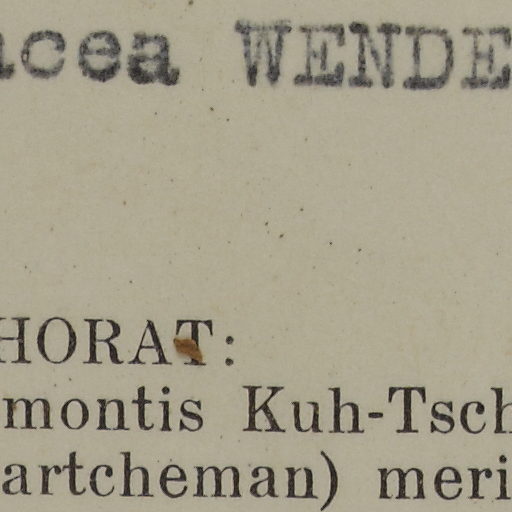 acea WENDE
HORAT:
montis Kuh-Tsch
artcheman) meri